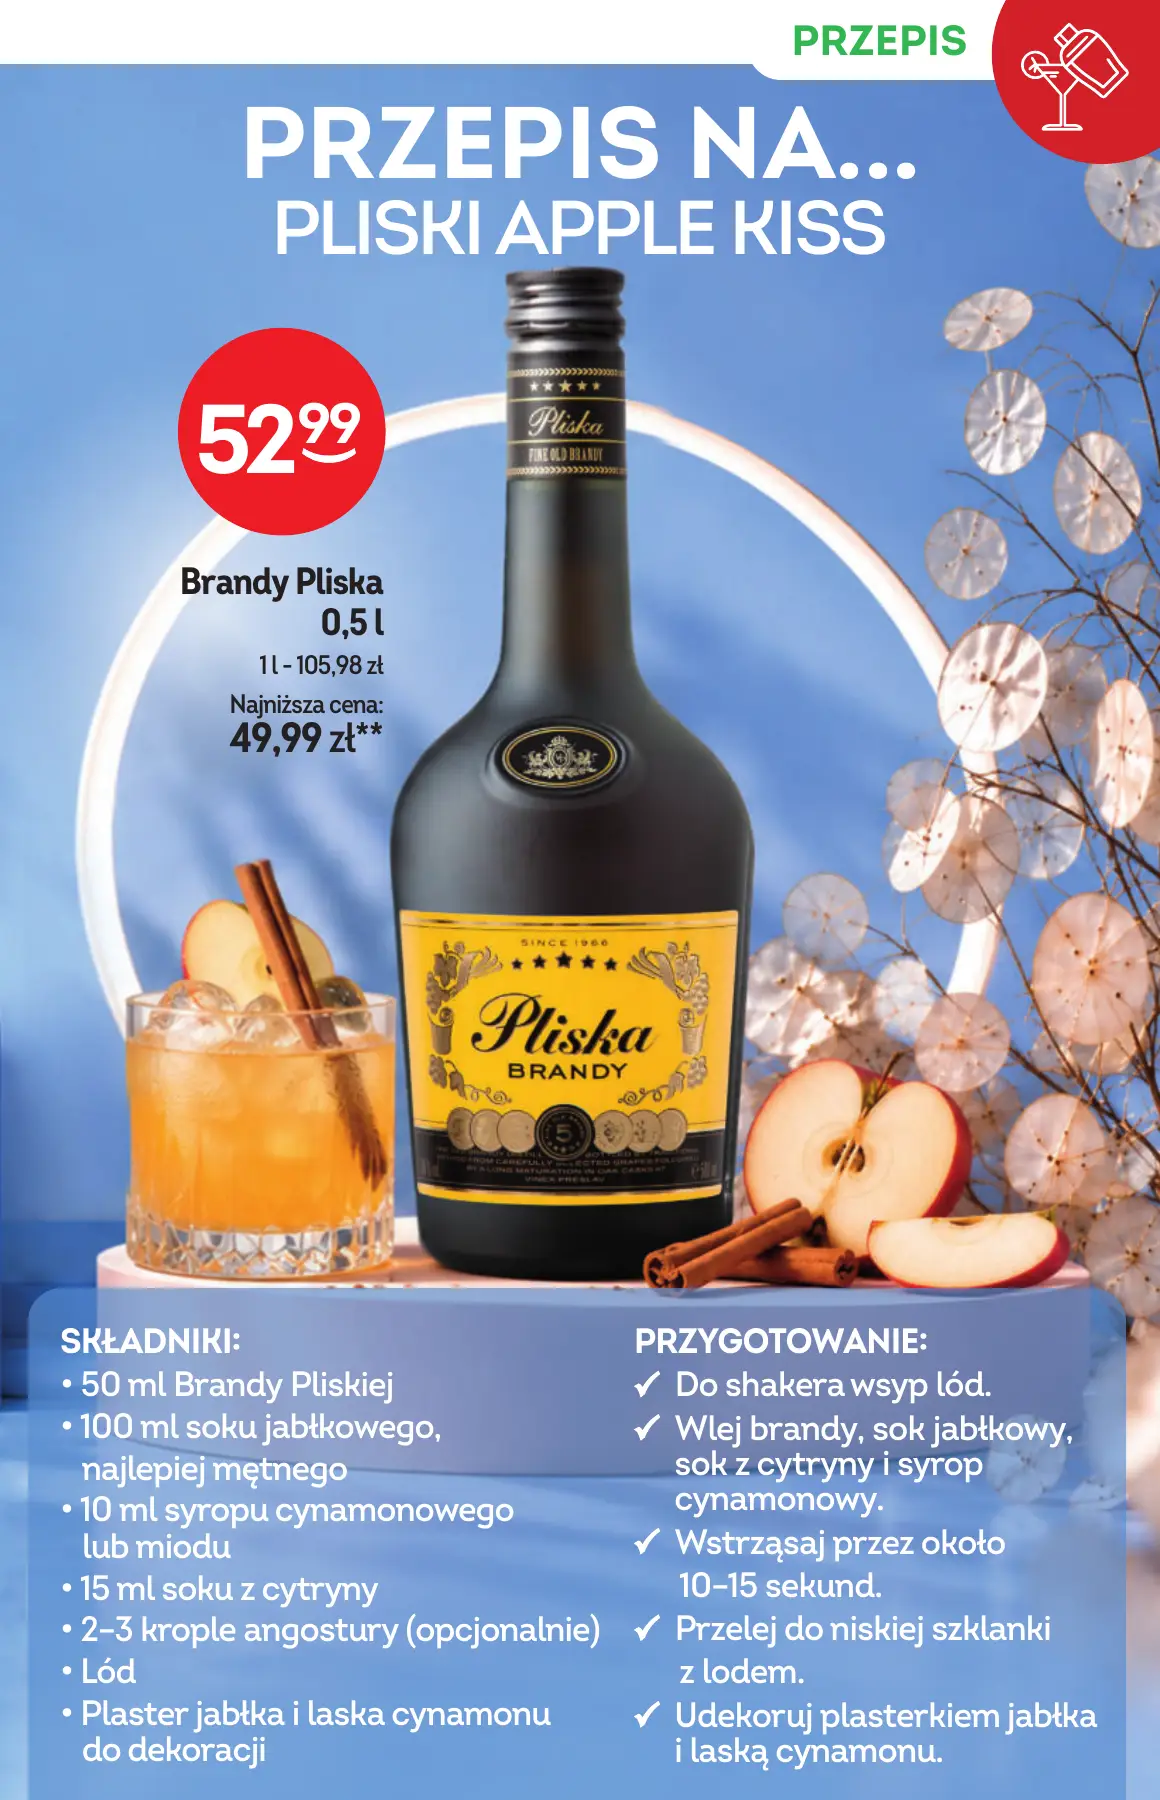 PRZEPIS
PRZEPIS NA...
PLISKI APPLE KISS
52 99
Brandy Pliska
0,5 l
1 l - 105,98 zł
Najniższa cena:
49,99 zł**
★★★★★
Pliska
FINE OLD BRANDY
SINCE 1966
★★★★★
Pliska
BRANDY
5
VINEX PRESLAV
SKŁADNIKI:
• 50 ml Brandy Pliskiej
• 100 ml soku jabłkowego,
najlepiej mętnego
• 10 ml syropu cynamonowego
lub miodu
• 15 ml soku z cytryny
• 2–3 krople angostury (opcjonalnie)
• Lód
• Plaster jabłka i laska cynamonu
do dekoracji
PRZYGOTOWANIE:
✓ Do shakera wsyp lód.
✓ Wlej brandy, sok jabłkowy,
sok z cytryny i syrop
cynamonowy.
✓ Wstrząsaj przez około
10–15 sekund.
✓ Przelej do niskiej szklanki
z lodem.
✓ Udekoruj plasterkiem jabłka
i laską cynamonu.